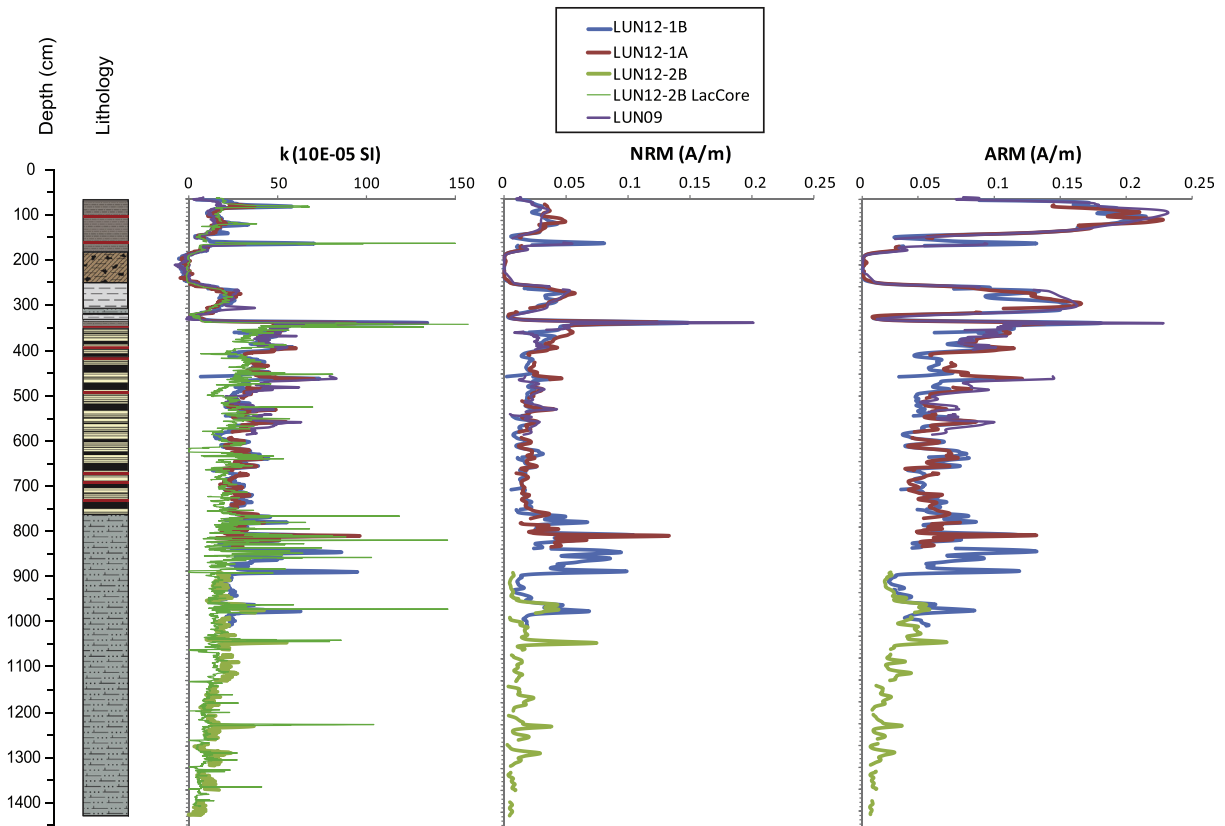 LUN12-1B
LUN12-1A
LUN12-2B
LUN12-2B LacCore
LUN09
Depth (cm)
Lithology
k (10E-05 SI)
NRM (A/m)
ARM (A/m)
0 50 100 150
0 0.05 0.1 0.15 0.2 0.25
0 0.05 0.1 0.15 0.2 0.25
0
100
200
300
400
500
600
700
800
900
1000
1100
1200
1300
1400